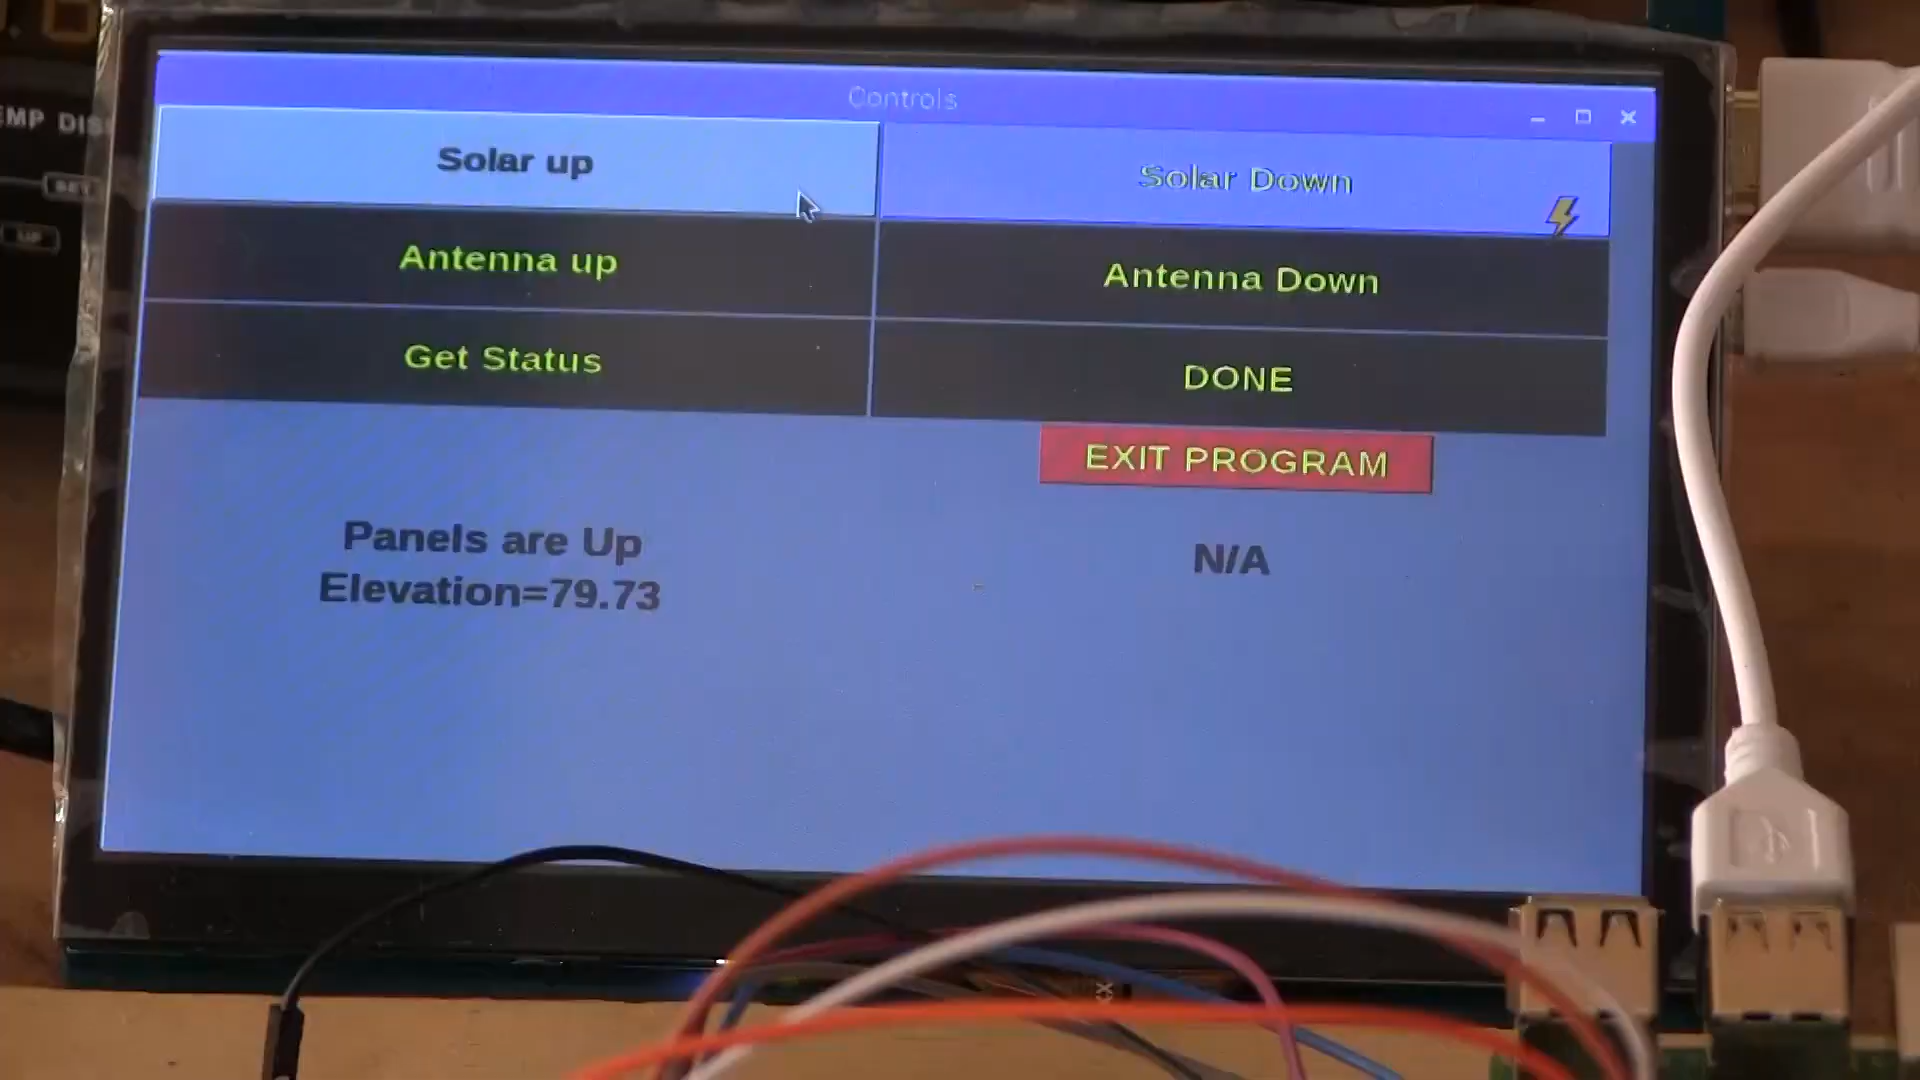 Controls
Solar up
Solar Down
Antenna up
Antenna Down
Get Status
DONE
EXIT PROGRAM
Panels are Up
Elevation=79.73
N/A